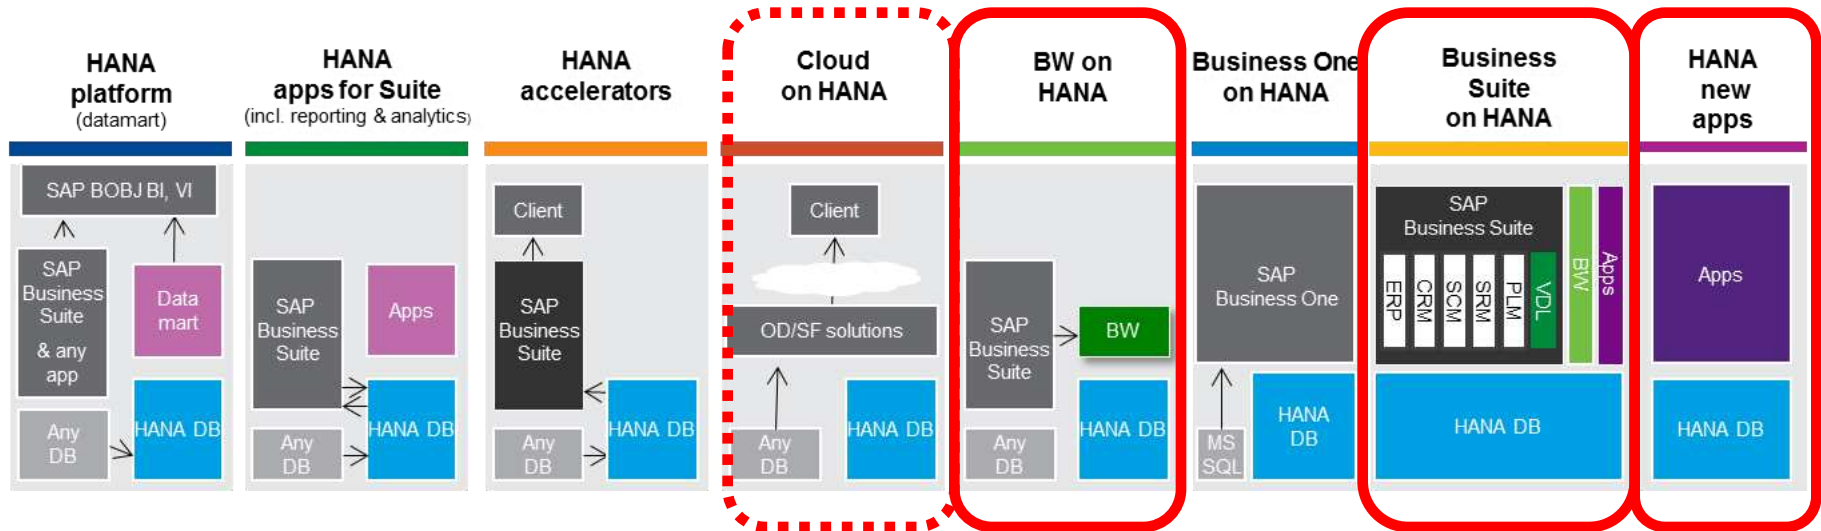 HANA
platform
(datamart)
SAP BOBJ BI, VI
SAP
Business
Suite
& any
app
Data
mart
Any
DB
HANA DB
HANA
apps for Suite
(incl. reporting & analytics)
SAP
Business
Suite
Apps
Any
DB
HANA DB
HANA
accelerators
Client
SAP
Business
Suite
Any
DB
HANA DB
Cloud
on HANA
Client
OD/SF solutions
Any
DB
HANA DB
BW on
HANA
SAP
Business
Suite
BW
Any
DB
HANA DB
Business One
on HANA
SAP
Business One
MS
SQL
HANA
DB
Business
Suite
on HANA
SAP
Business Suite
ERP
CRM
SCM
SRM
PLM
VDL
BW
Apps
HANA DB
HANA
new
apps
Apps
HANA DB